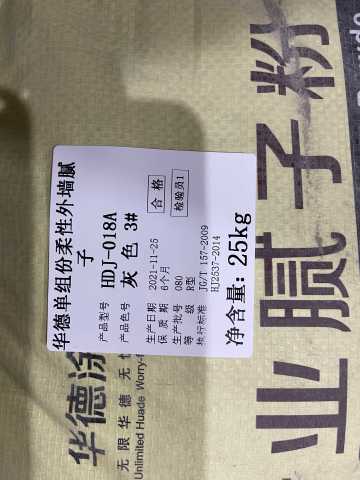 华德单组份柔性外墙腻
子
产品型号 HDJ-018A
产品色号 灰色 3#
生产日期 2021-11-25
保质期 6个月
生产批号 080
等级 R型
执行标准 JG/T 157-2009
HJ2537-2014
合格
检验员1
净含量：25kg
华德涂
无限华德 无
Unlimited Huade Worry-
业腻子粉